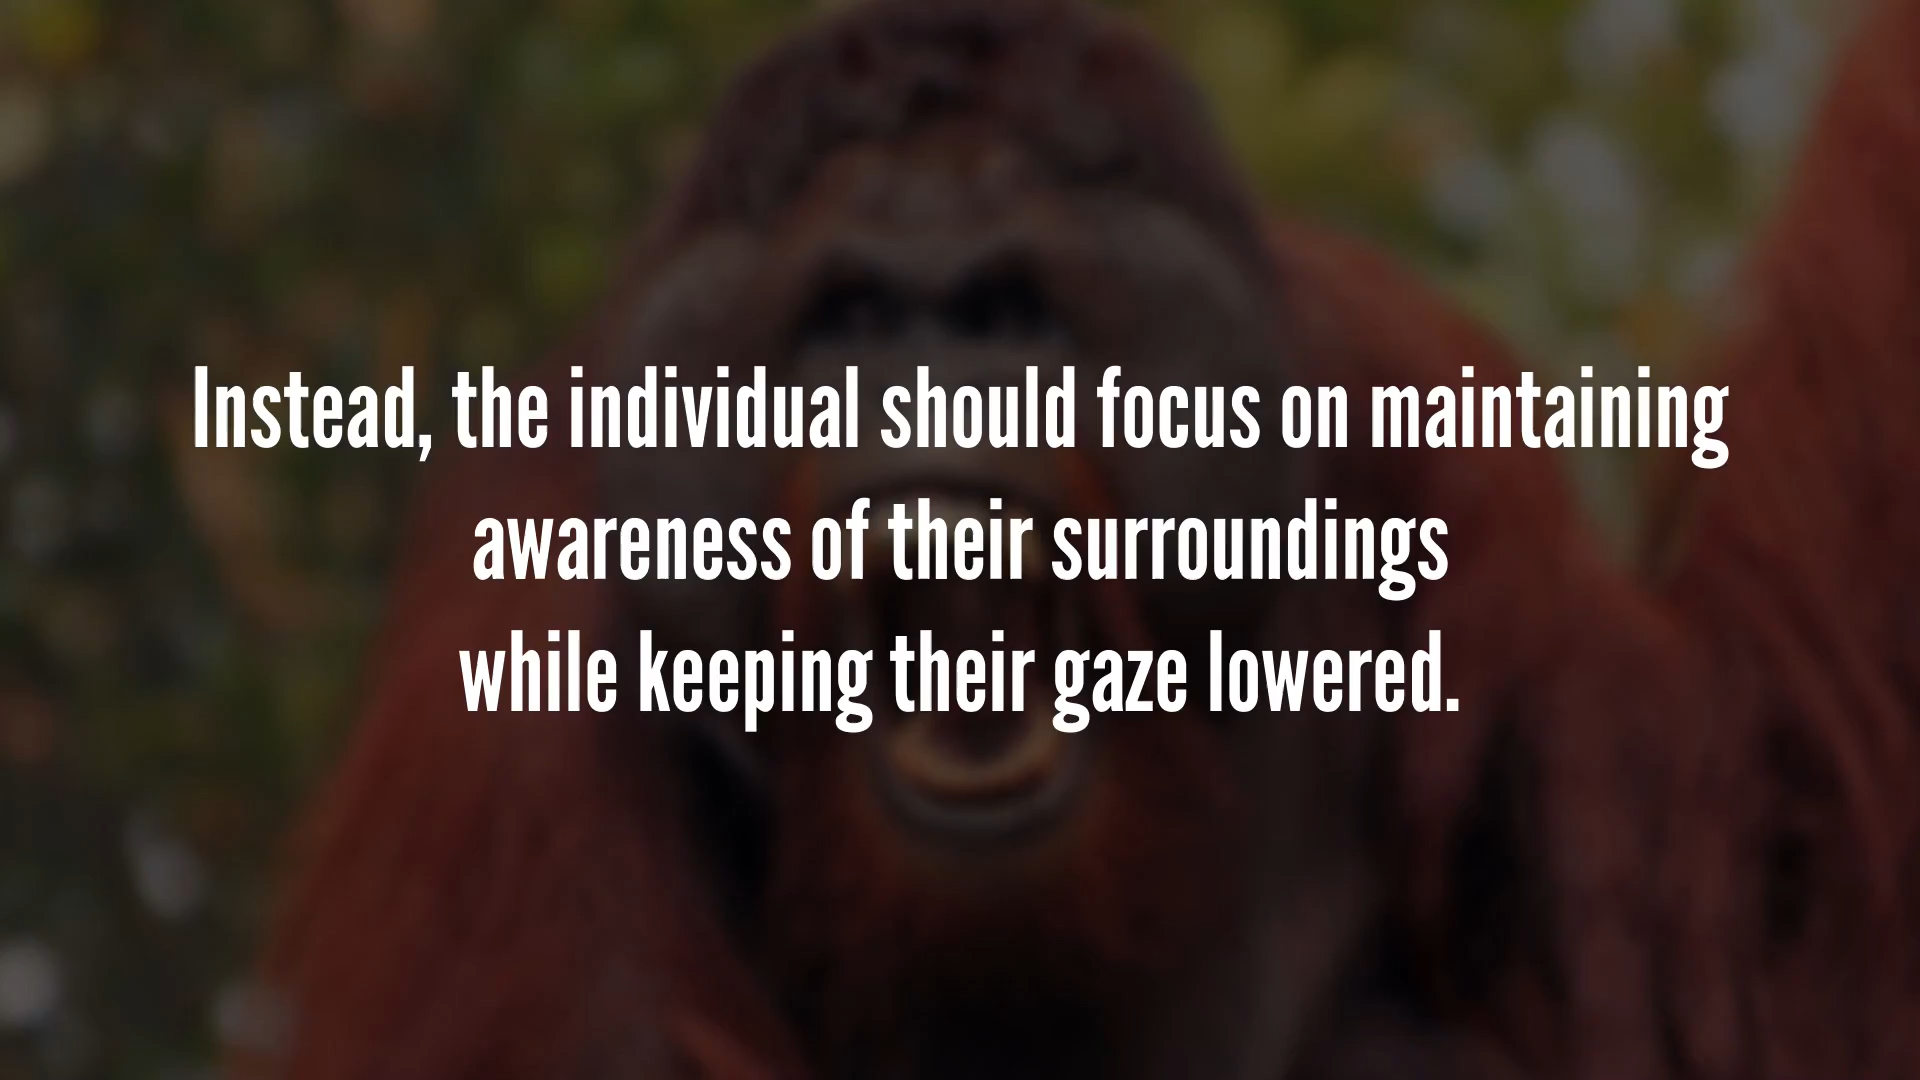 Instead, the individual should focus on maintaining
awareness of their surroundings
while keeping their gaze lowered.